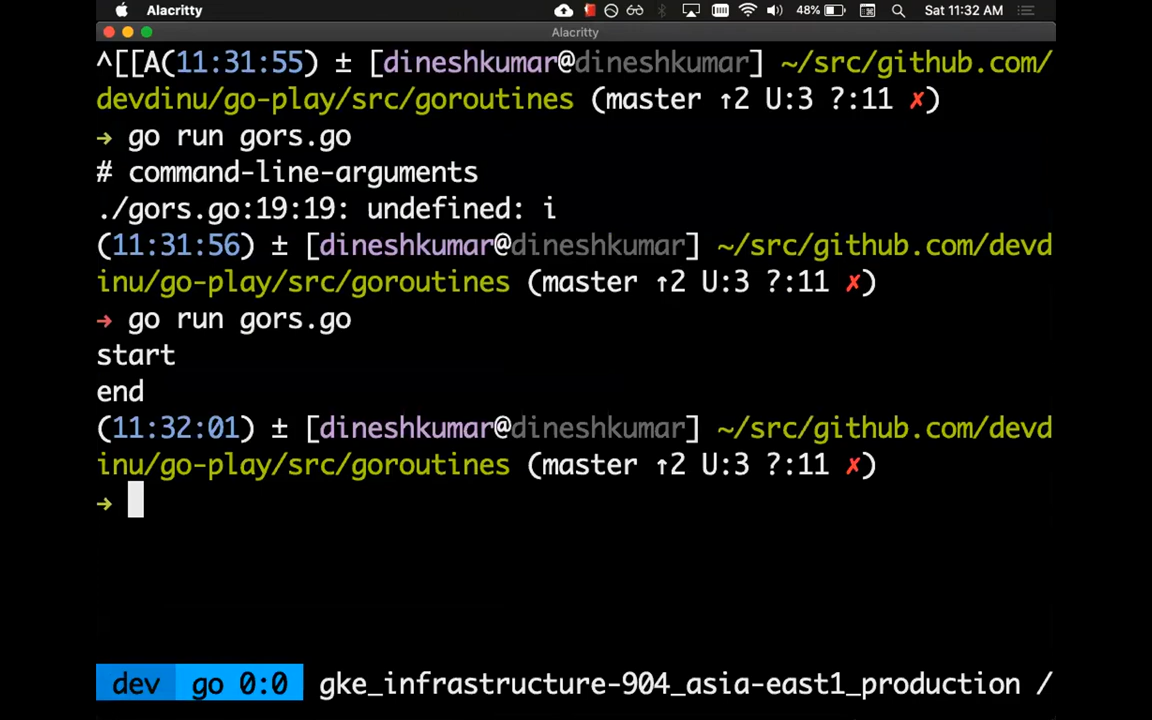 Alacritty 48% Sat 11:32 AM
Alacritty
^[[A(11:31:55) ± [dineshkumar@dineshkumar] ~/src/github.com/
devdinu/go-play/src/goroutines (master ↑2 U:3 ?:11 ✗)
→ go run gors.go
# command-line-arguments
./gors.go:19:19: undefined: i
(11:31:56) ± [dineshkumar@dineshkumar] ~/src/github.com/devd
inu/go-play/src/goroutines (master ↑2 U:3 ?:11 ✗)
→ go run gors.go
start
end
(11:32:01) ± [dineshkumar@dineshkumar] ~/src/github.com/devd
inu/go-play/src/goroutines (master ↑2 U:3 ?:11 ✗)
→
dev go 0:0 gke_infrastructure-904_asia-east1_production /